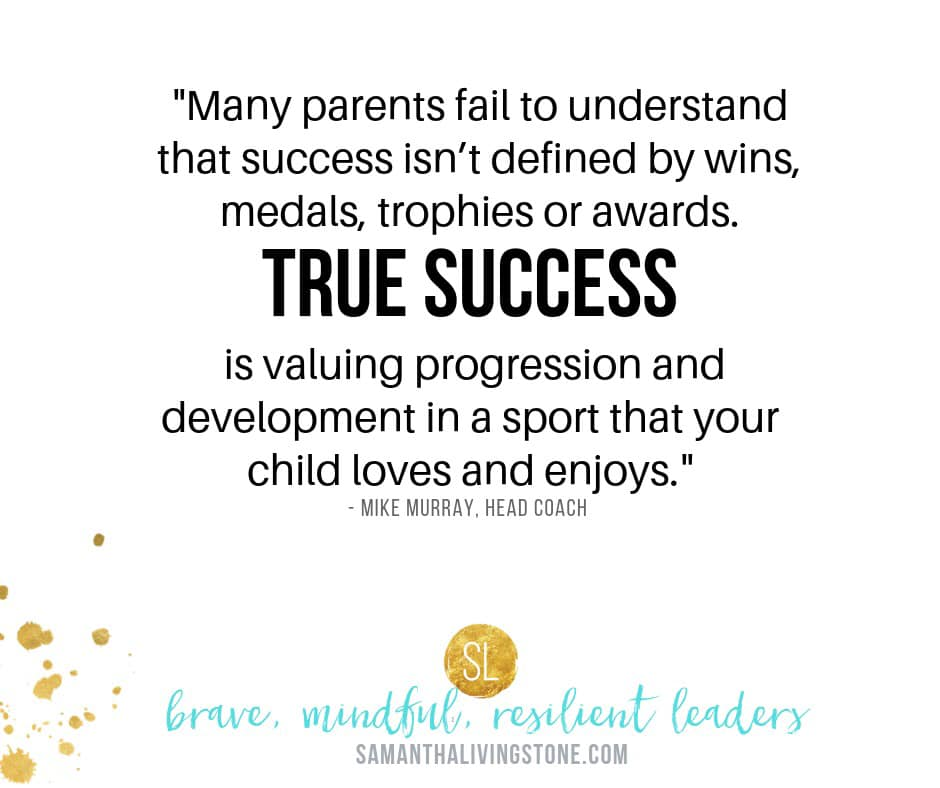 "Many parents fail to understand
that success isn’t defined by wins,
medals, trophies or awards.
TRUE SUCCESS
is valuing progression and
development in a sport that your
child loves and enjoys."
- MIKE MURRAY, HEAD COACH
SL
brave, mindful, resilient leaders
SAMANTHALIVINGSTONE.COM